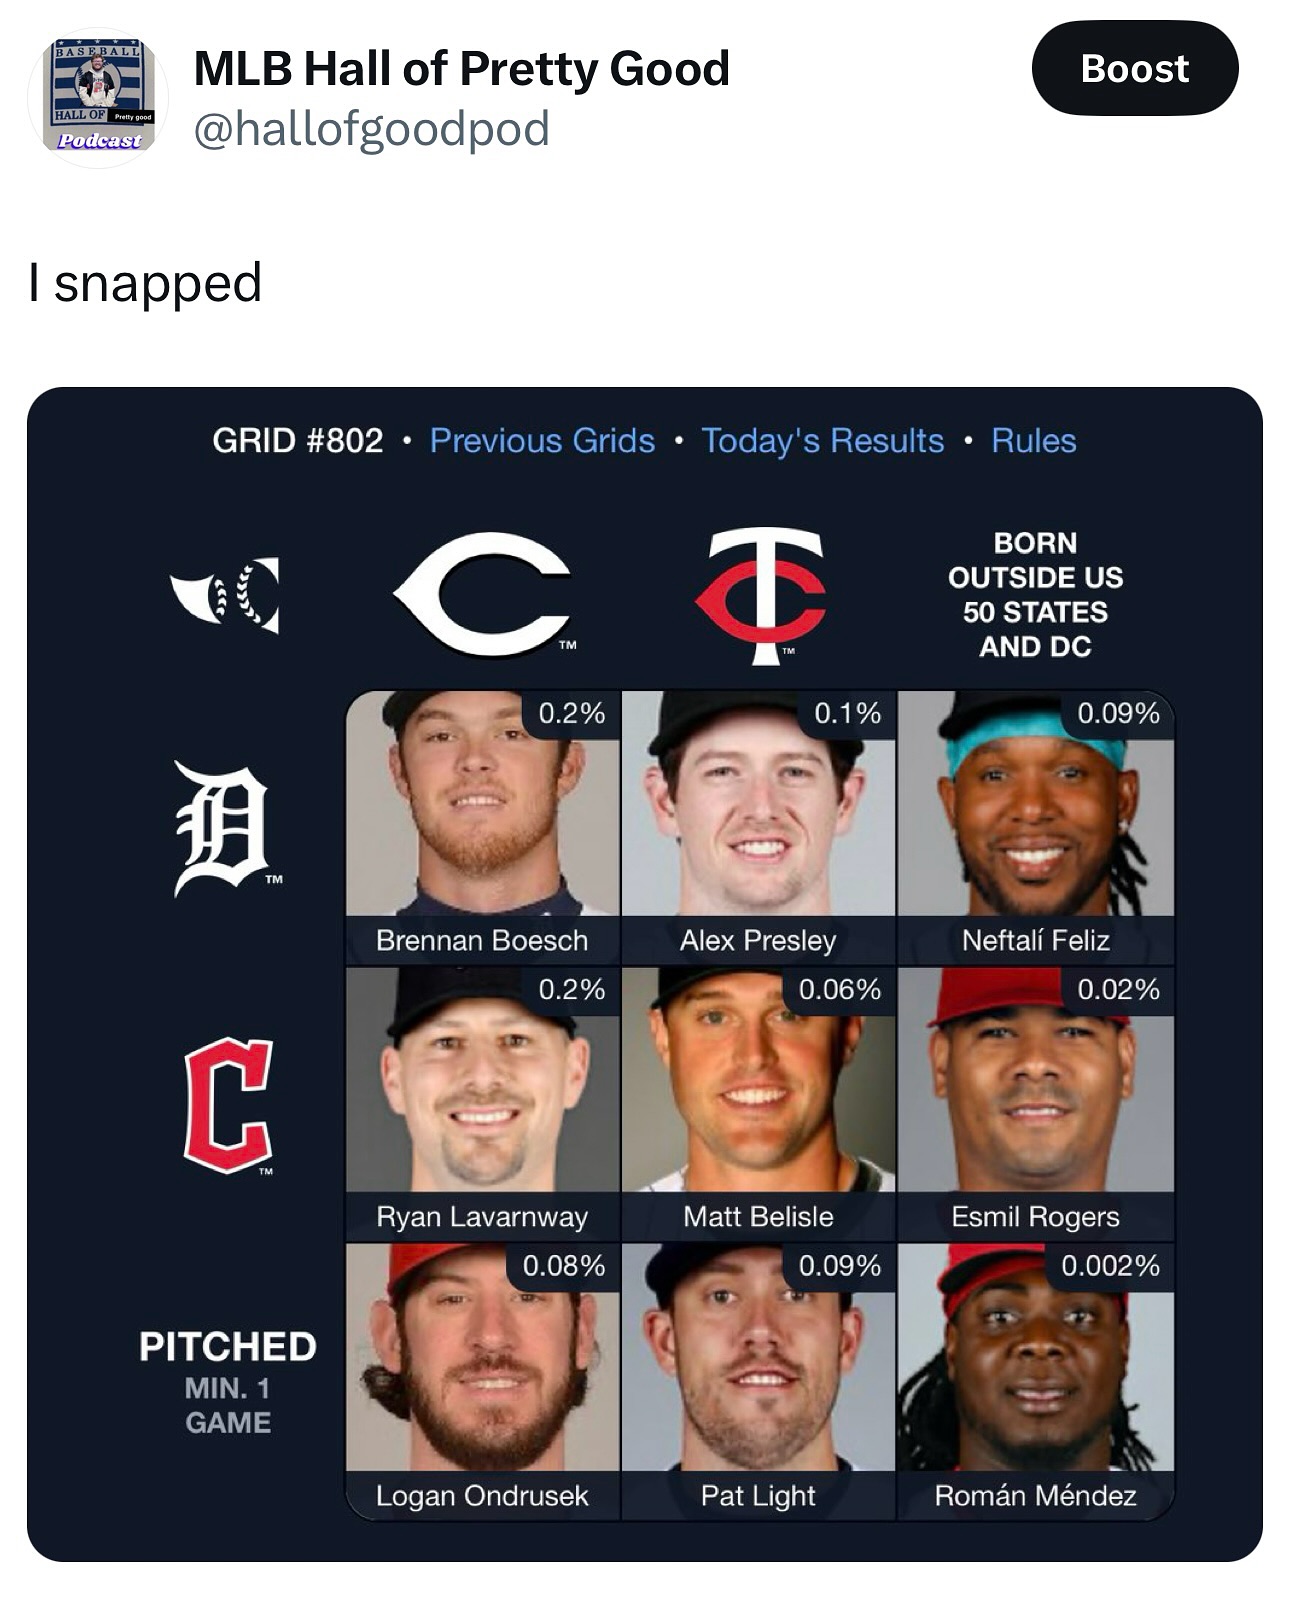 BASEBALL
HALL OF Pretty good
Podcast
MLB Hall of Pretty Good
@hallofgoodpod
Boost
I snapped
GRID #802 • Previous Grids • Today's Results • Rules
BORN
OUTSIDE US
50 STATES
AND DC
TM
TM
0.2%
0.1%
0.09%
TM
Brennan Boesch
Alex Presley
Neftalí Feliz
0.2%
0.06%
0.02%
TM
Ryan Lavarnway
Matt Belisle
Esmil Rogers
0.08%
0.09%
0.002%
PITCHED
MIN. 1
GAME
Logan Ondrusek
Pat Light
Román Méndez